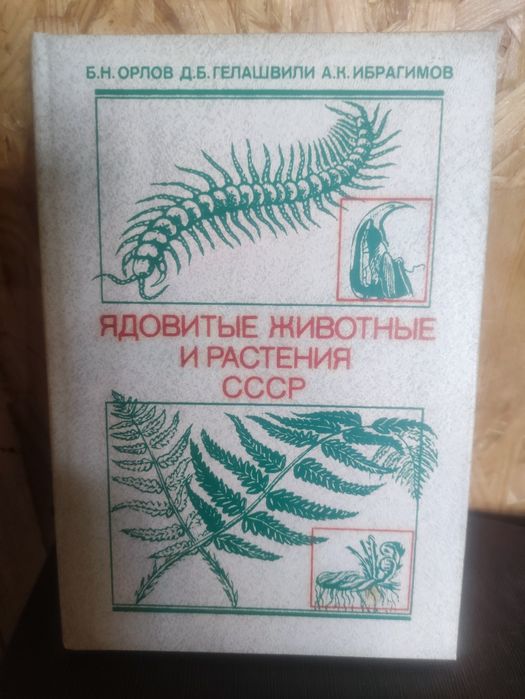 Б.Н. ОРЛОВ Д.Б. ГЕЛАШВИЛИ А.К. ИБРАГИМОВ
ЯДОВИТЫЕ ЖИВОТНЫЕ
И РАСТЕНИЯ
СССР